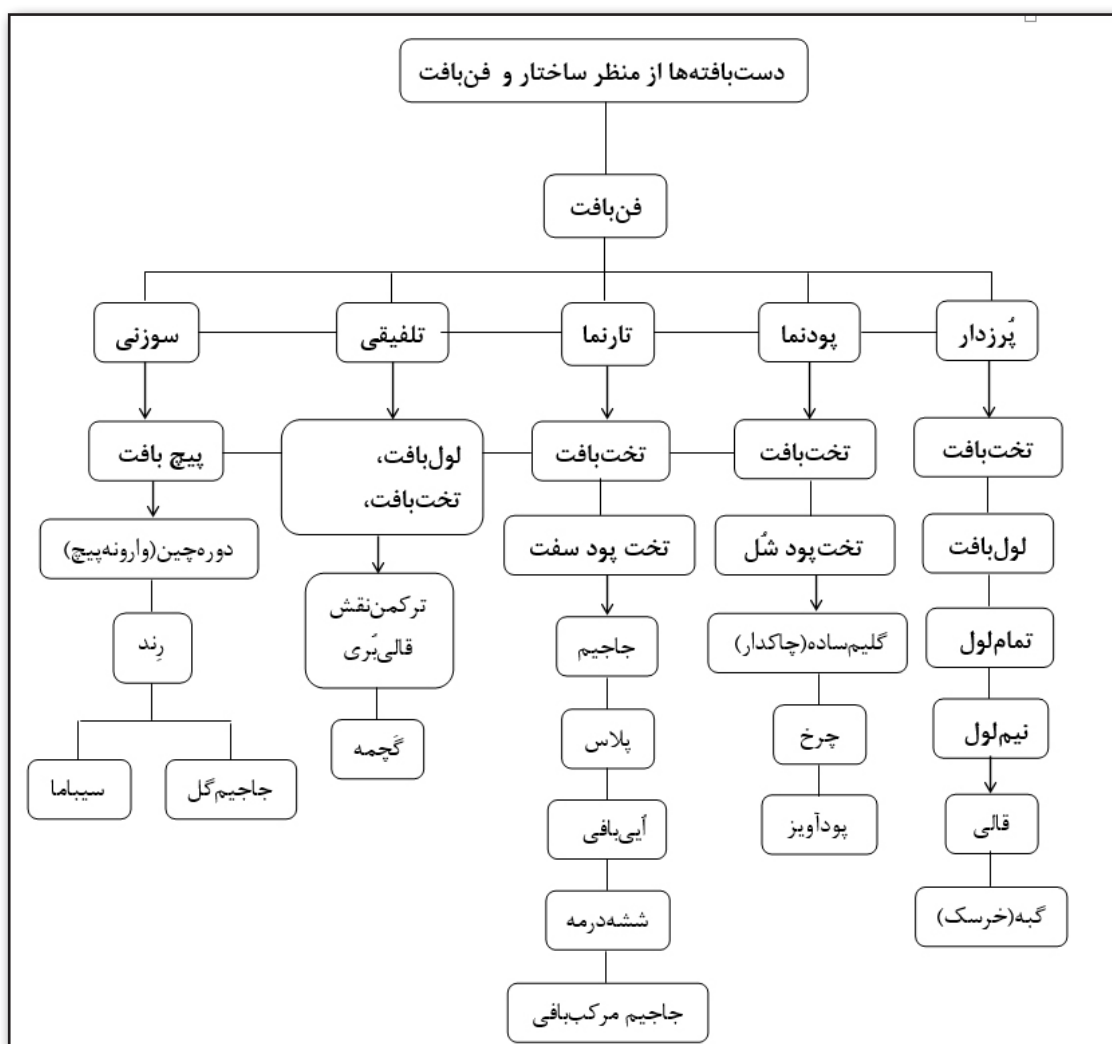 دست‌بافته‌ها از منظر ساختار و فن‌بافت
فن‌بافت
پُرزدار
پودنما
تارنما
تلفیقی
سوزنی
تخت‌بافت
تخت‌بافت
تخت‌بافت
لول‌بافت،
تخت‌بافت،
پیچ بافت
لول‌بافت
تخت‌پود شُل
تخت پود سفت
ترکمن‌نقش
قالی‌بُری
دوره‌چین(وارونه‌پیچ)
تمام‌لول
گلیم‌ساده(چاکدار)
جاجیم
گچمه
رِند
نیم‌لول
چرخ
پلاس
جاجیم‌گل
سیباما
قالی
پودآویز
اُیی‌بافی
گبه(خرسک)
ششه‌درمه
جاجیم مرکب‌بافی